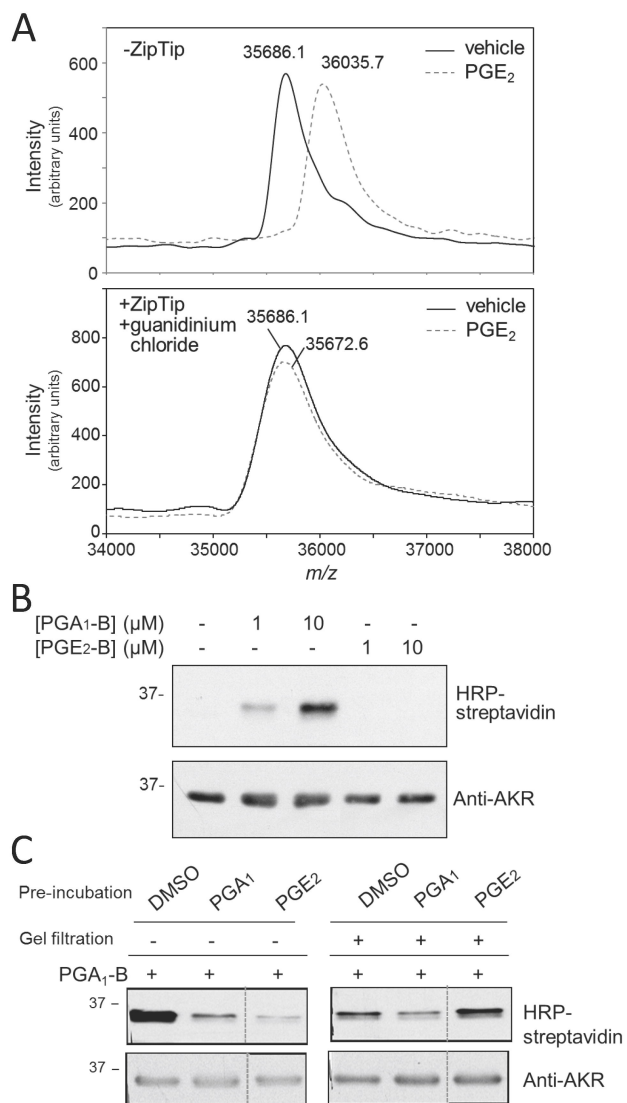 A
-ZipTip
35686.1
36035.7
vehicle
PGE2
Intensity
(arbitrary units)
600
400
200
0
+ZipTip
+guanidinium
chloride
35686.1
35672.6
vehicle
PGE2
Intensity
(arbitrary units)
800
600
400
200
0
34000 35000 36000 37000 38000
m/z
B
[PGA1-B] (µM) - 1 10 - -
[PGE2-B] (µM) - - - 1 10
37-
HRP-
streptavidin
37-
Anti-AKR
C
Pre-incubation DMSO PGA1 PGE2 DMSO PGA1 PGE2
Gel filtration - - - + + +
PGA1-B + + + + + +
37 –
HRP-
streptavidin
37 –
Anti-AKR